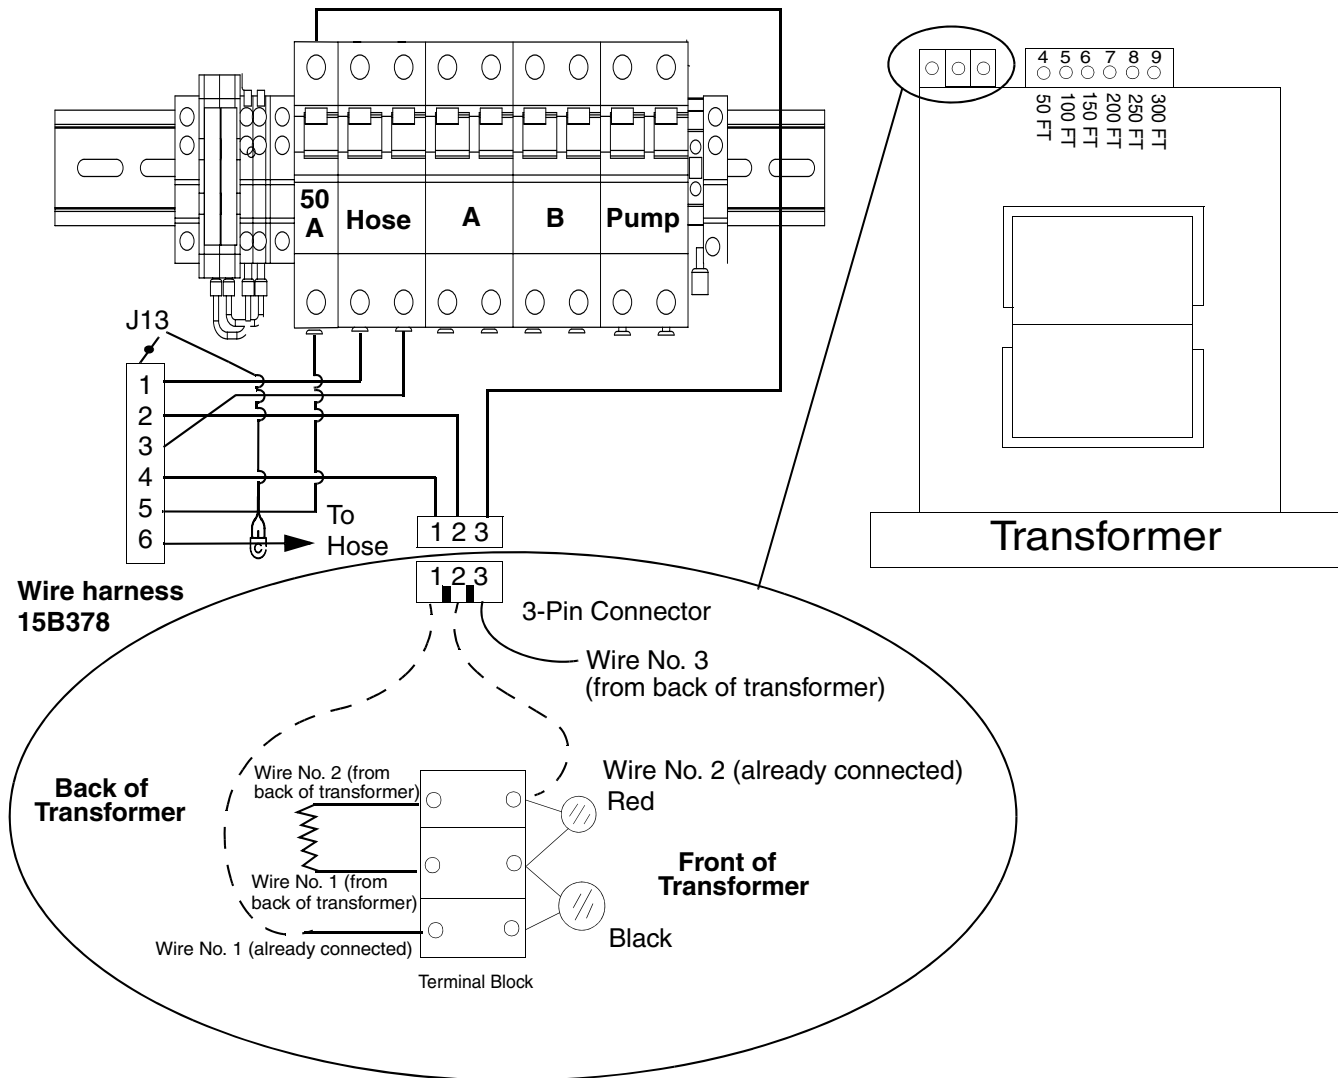 4 5 6 7 8 9
50 FT
100 FT
150 FT
200 FT
250 FT
300 FT
50
A
Hose
A
B
Pump
J13
1
2
3
4
5
6
To
Hose
1 2 3
Transformer
Wire harness
15B378
1 2 3
3-Pin Connector
Wire No. 3
(from back of transformer)
Back of
Transformer
Wire No. 2 (from
back of transformer)
Wire No. 2 (already connected)
Red
Wire No. 1 (from
back of transformer)
Front of
Transformer
Wire No. 1 (already connected)
Black
Terminal Block